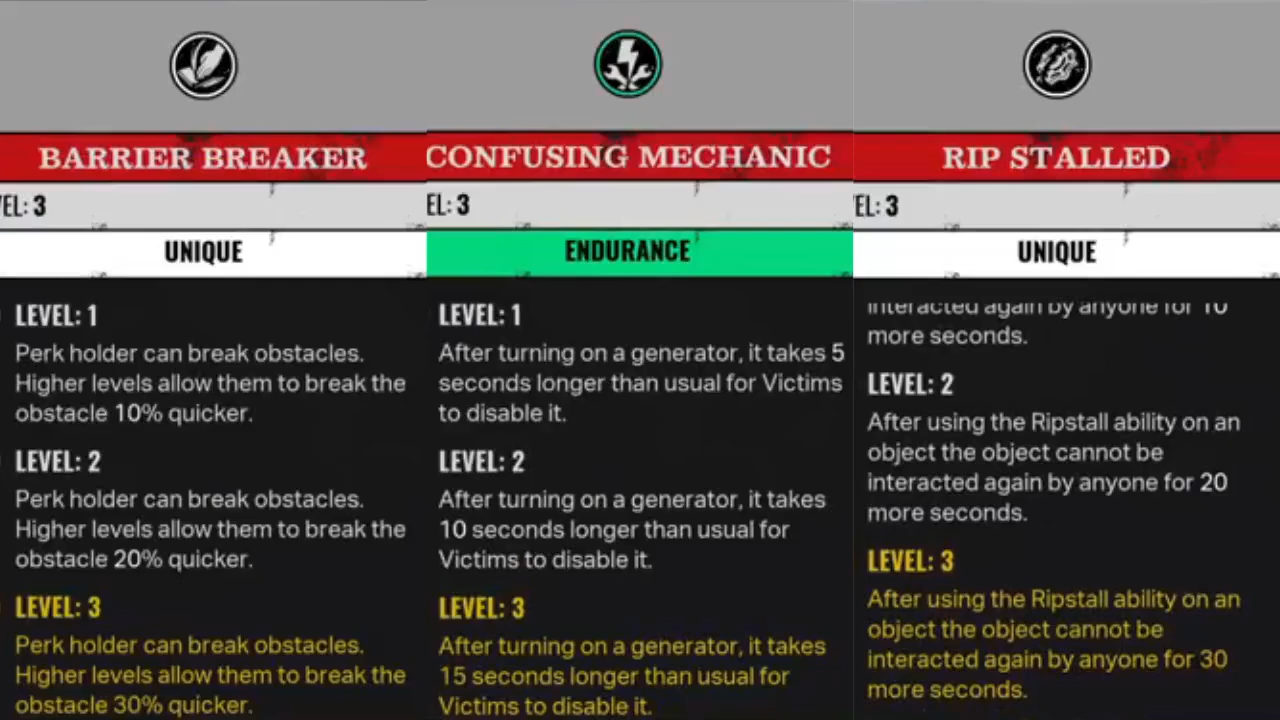 BARRIER BREAKER
EL: 3
UNIQUE
LEVEL: 1
Perk holder can break obstacles.
Higher levels allow them to break the
obstacle 10% quicker.
LEVEL: 2
Perk holder can break obstacles.
Higher levels allow them to break the
obstacle 20% quicker.
LEVEL: 3
Perk holder can break obstacles.
Higher levels allow them to break the
obstacle 30% quicker.
CONFUSING MECHANIC
EL: 3
ENDURANCE
LEVEL: 1
After turning on a generator, it takes 5
seconds longer than usual for Victims
to disable it.
LEVEL: 2
After turning on a generator, it takes
10 seconds longer than usual for
Victims to disable it.
LEVEL: 3
After turning on a generator, it takes
15 seconds longer than usual for
Victims to disable it.
RIP STALLED
EL: 3
UNIQUE
interacted again by anyone for 10
more seconds.
LEVEL: 2
After using the Ripstall ability on an
object the object cannot be
interacted again by anyone for 20
more seconds.
LEVEL: 3
After using the Ripstall ability on an
object the object cannot be
interacted again by anyone for 30
more seconds.